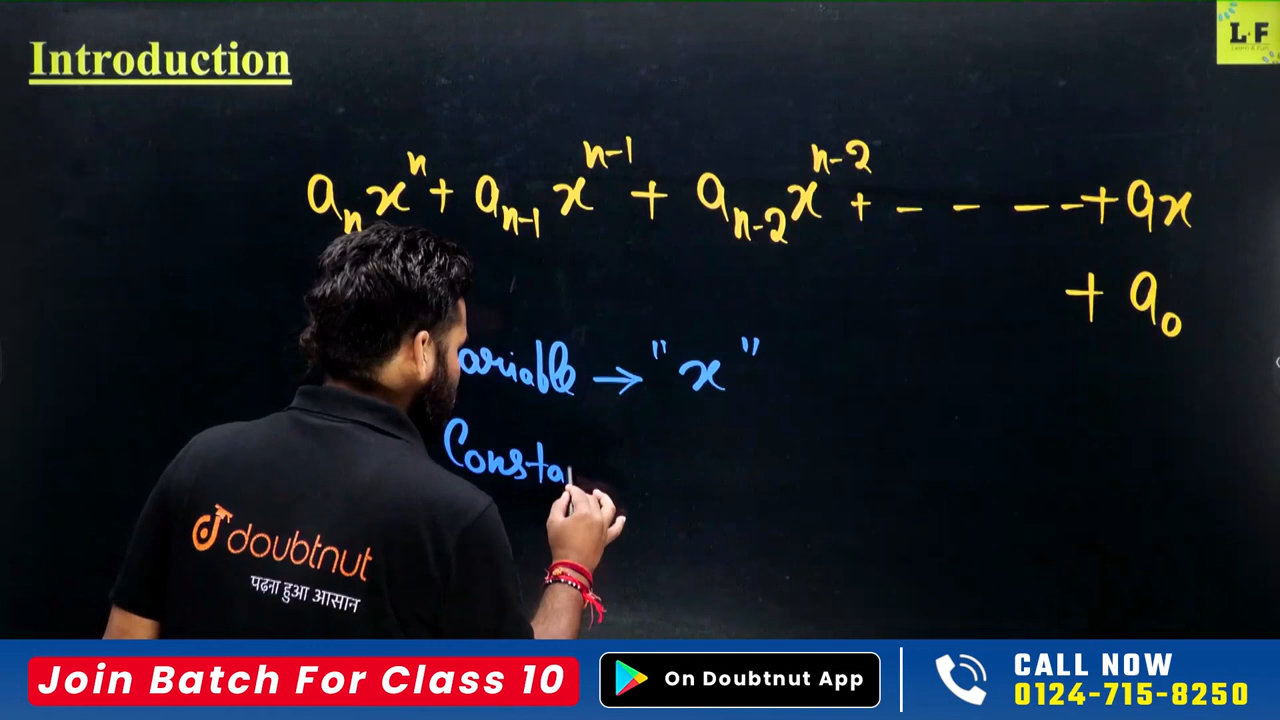 Introduction
L.F
aₙxⁿ + aₙ₋₁xⁿ⁻¹ + aₙ₋₂xⁿ⁻² + - - - -- + ax
+ a₀
ariable → "x"
Consta
doubtnut
पढ़ना हुआ आसान
Join Batch For Class 10
On Doubtnut App
CALL NOW
0124-715-8250